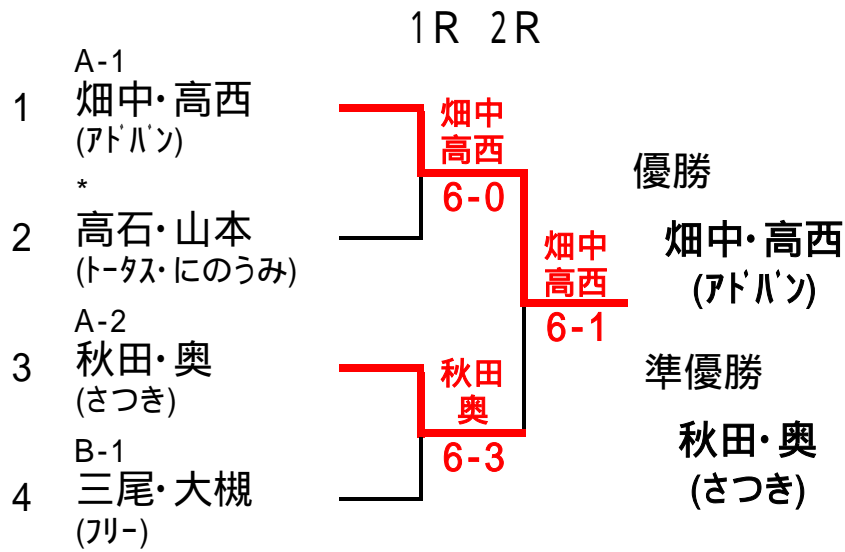 1R 2R
A-1
1 畑中・高西
(ｱﾄﾞﾊﾞﾝ)
*
2 高石・山本
(ﾄｰﾀｽ・にのうみ)
A-2
3 秋田・奥
(さつき)
B-1
4 三尾・大槻
(ﾌﾘｰ)
畑中
高西
6-0
秋田
奥
6-3
畑中
高西
6-1
優勝
畑中・高西
(ｱﾄﾞﾊﾞﾝ)
準優勝
秋田・奥
(さつき)